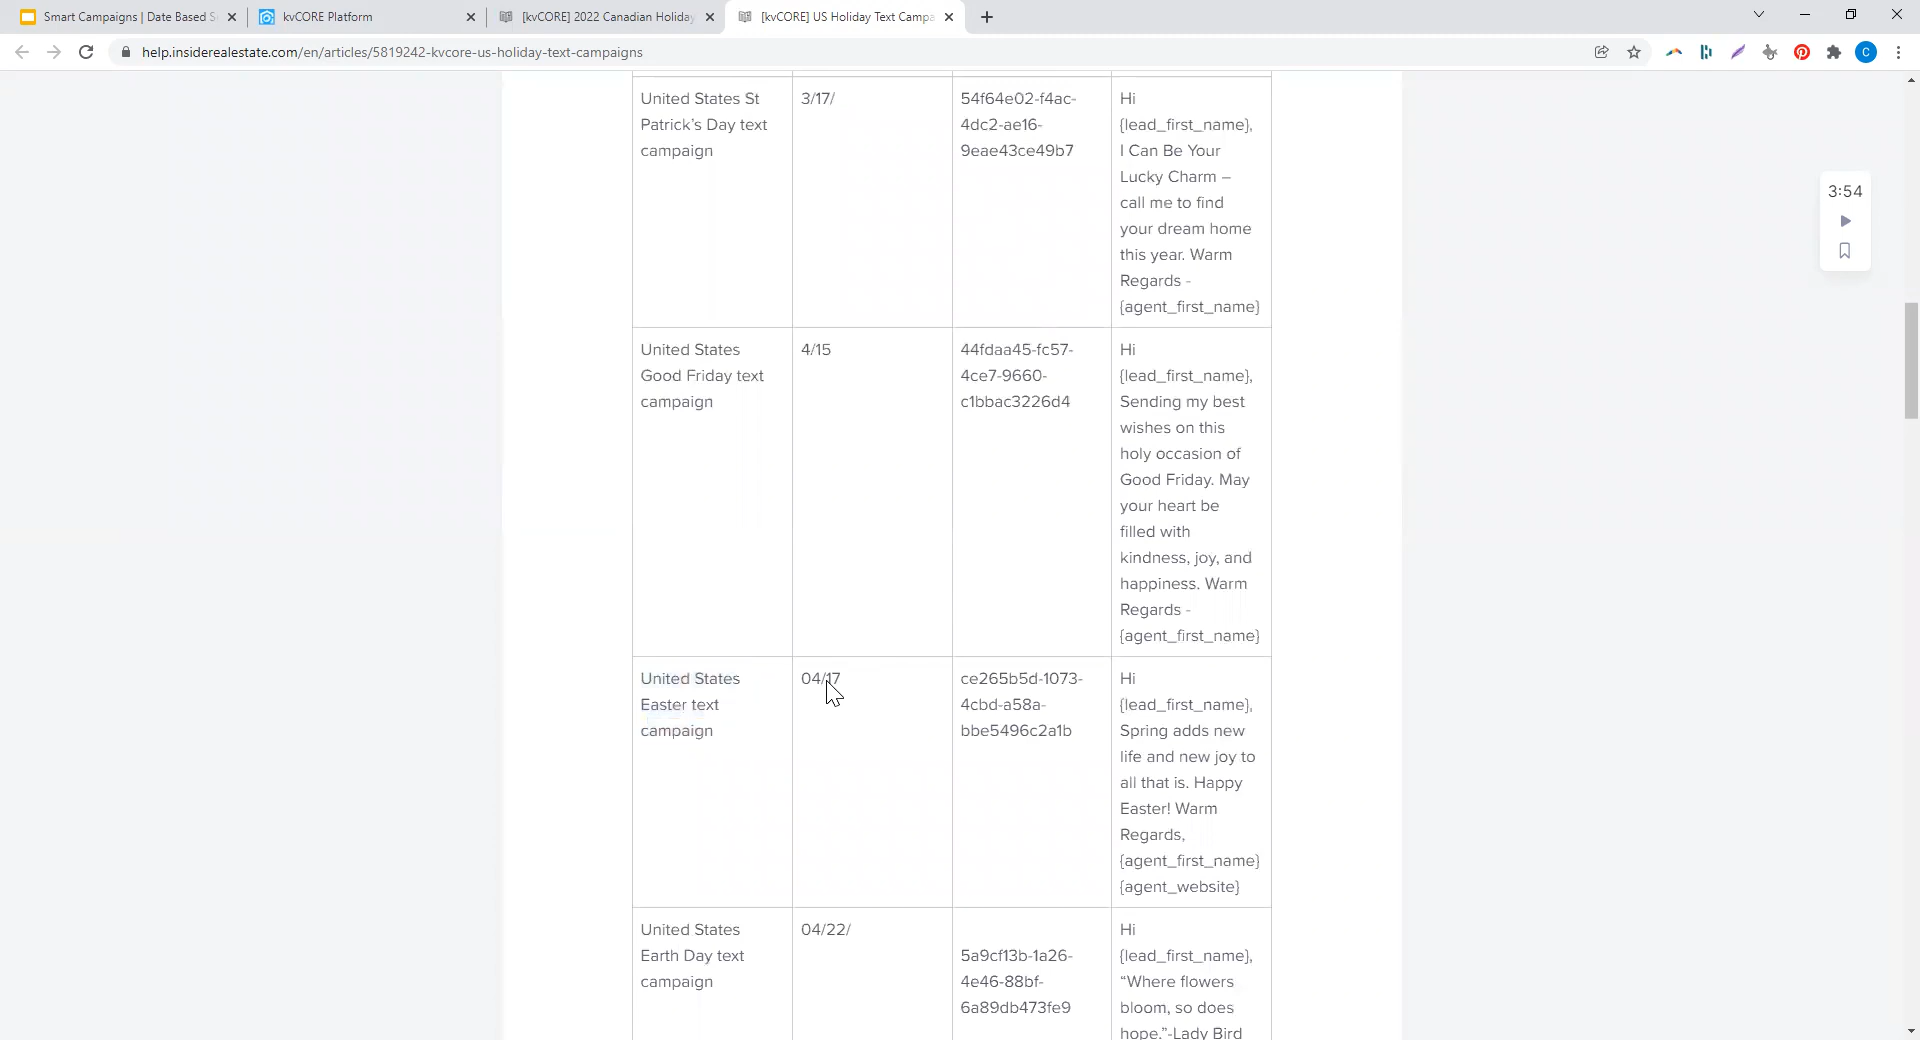 Smart Campaigns | Date Based S
kvCORE Platform
[kvCORE] 2022 Canadian Holiday
[kvCORE] US Holiday Text Campa
help.insiderealestate.com/en/articles/5819242-kvcore-us-holiday-text-campaigns
C
3:54
United States St
Patrick's Day text
campaign
3/17/
54f64e02-f4ac-
4dc2-ae16-
9eae43ce49b7
Hi
{lead_first_name},
I Can Be Your
Lucky Charm –
call me to find
your dream home
this year. Warm
Regards -
{agent_first_name}
United States
Good Friday text
campaign
4/15
44fdaa45-fc57-
4ce7-9660-
c1bbac3226d4
Hi
{lead_first_name},
Sending my best
wishes on this
holy occasion of
Good Friday. May
your heart be
filled with
kindness, joy, and
happiness. Warm
Regards -
{agent_first_name}
United States
Easter text
campaign
04/17
ce265b5d-1073-
4cbd-a58a-
bbe5496c2a1b
Hi
{lead_first_name},
Spring adds new
life and new joy to
all that is. Happy
Easter! Warm
Regards,
{agent_first_name}
{agent_website}
United States
Earth Day text
campaign
04/22/
5a9cf13b-1a26-
4e46-88bf-
6a89db473fe9
Hi
{lead_first_name},
“Where flowers
bloom, so does
hope.”-Lady Bird